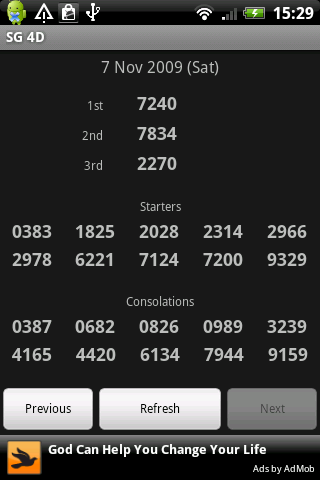 15:29
SG 4D
7 Nov 2009 (Sat)
1st 7240
2nd 7834
3rd 2270
Starters
0383 1825 2028 2314 2966
2978 6221 7124 7200 9329
Consolations
0387 0682 0826 0989 3239
4165 4420 6134 7944 9159
Previous Refresh Next
God Can Help You Change Your Life
Ads by AdMob